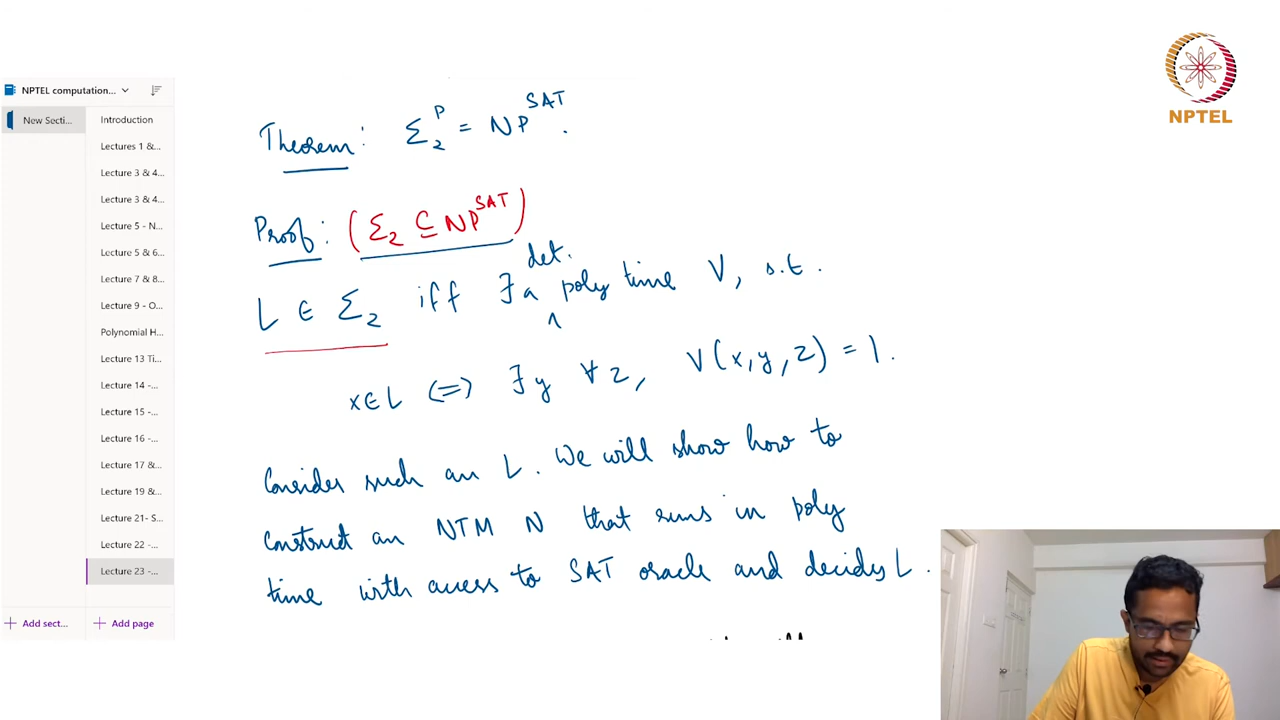 NPTEL
NPTEL computation...
New Secti...
Introduction
Lectures 1 &...
Lecture 3 & 4...
Lecture 3 & 4...
Lecture 5 - N...
Lecture 5 & 6...
Lecture 7 & 8...
Lecture 9 - O...
Polynomial H...
Lecture 13 Ti...
Lecture 14 -...
Lecture 15 -...
Lecture 16 -...
Lecture 17 &...
Lecture 19 &...
Lecture 21- S...
Lecture 22 -...
Lecture 23 -...
+ Add sect...
+ Add page
Theorem: Σ₂ᴾ = NP^SAT.
Proof: (Σ₂ ⊆ NP^SAT)
L ∈ Σ₂ iff ∃ a det. poly time V, s.t.
x∈L ⟺ ∃y ∀z, V(x,y,z) = 1.
Consider such an L. We will show how to
construct an NTM N that runs in poly
time with access to SAT oracle and decides L.